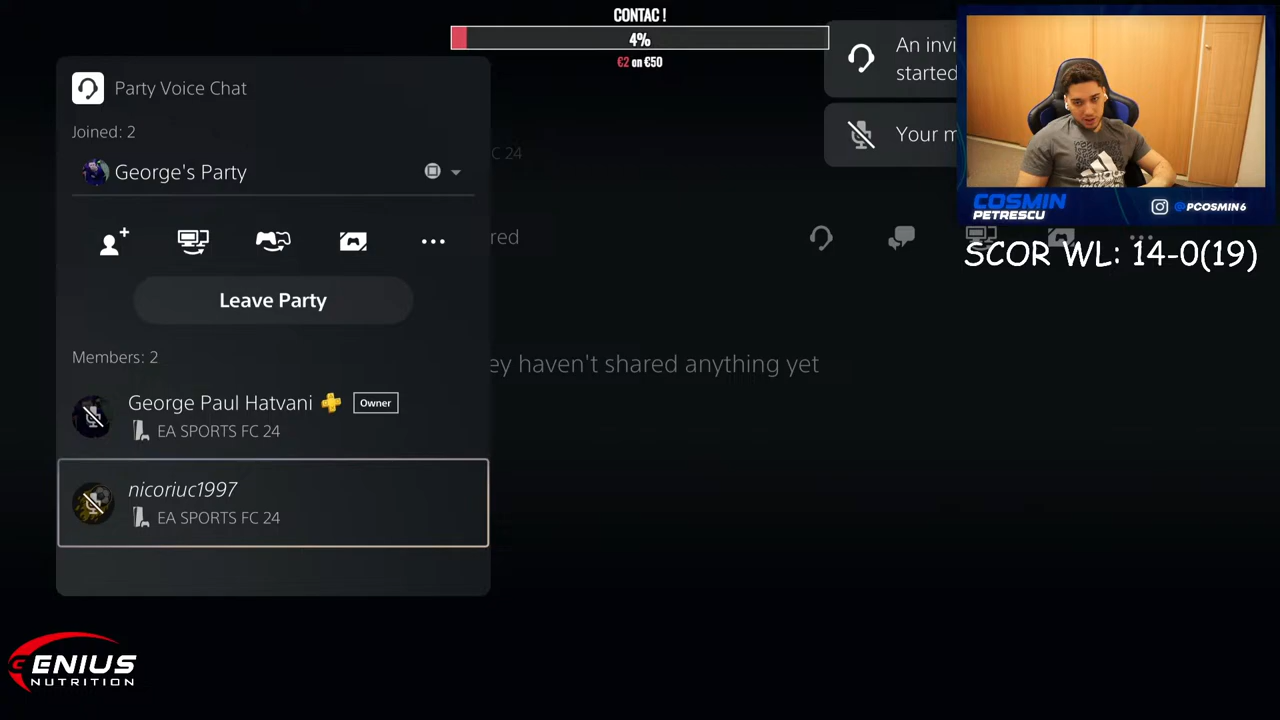 CONTAC !
4%
€2 on €50
Party Voice Chat
Joined: 2
George's Party
Leave Party
Members: 2
George Paul Hatvani
Owner
EA SPORTS FC 24
nicoriuc1997
EA SPORTS FC 24
C 24
red
ey haven't shared anything yet
An invi
started
Your m
COSMIN
PETRESCU
@PCOSMIN6
SCOR WL: 14-0(19)
GENIUS
NUTRITION